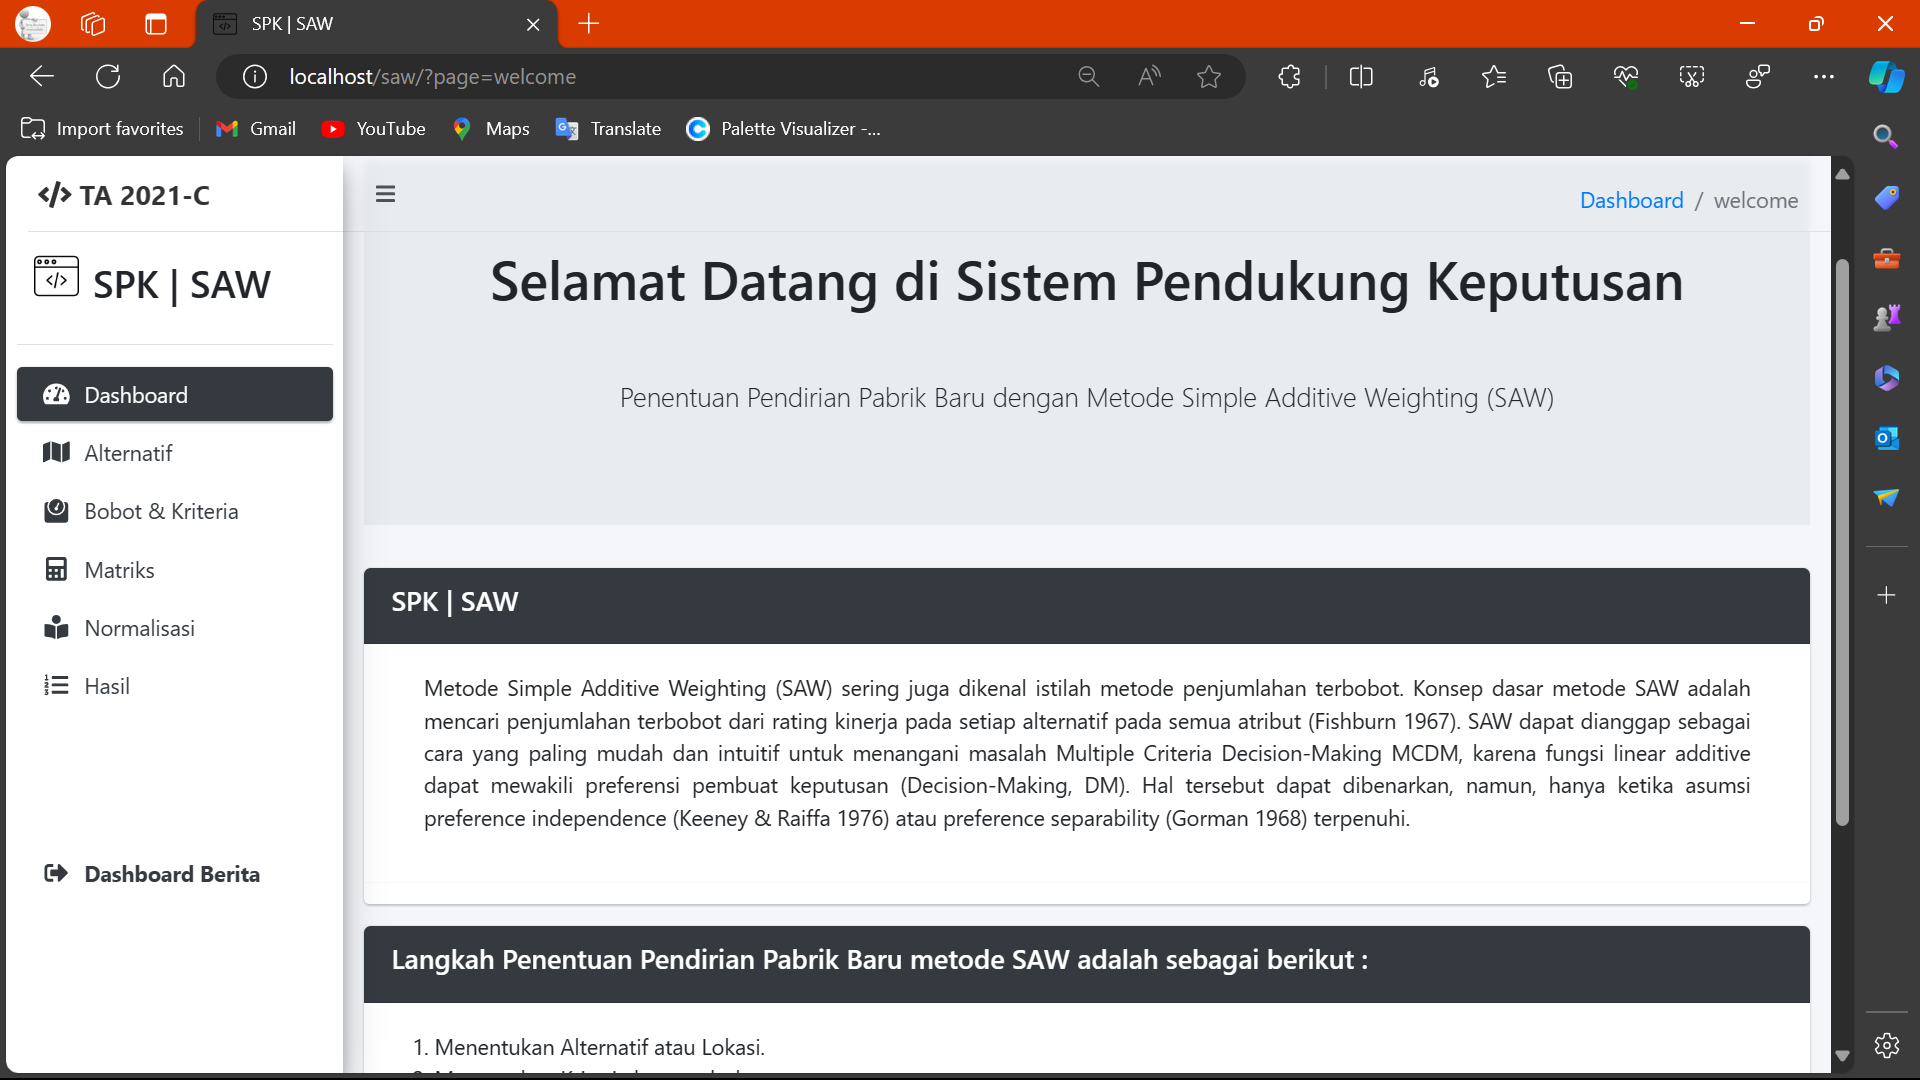 SPK | SAW
localhost/saw/?page=welcome
Import favorites
Gmail
YouTube
Maps
Translate
Palette Visualizer -...
TA 2021-C
SPK | SAW
Dashboard
Alternatif
Bobot & Kriteria
Matriks
Normalisasi
Hasil
Dashboard Berita
Dashboard / welcome
Selamat Datang di Sistem Pendukung Keputusan
Penentuan Pendirian Pabrik Baru dengan Metode Simple Additive Weighting (SAW)
SPK | SAW
Metode Simple Additive Weighting (SAW) sering juga dikenal istilah metode penjumlahan terbobot. Konsep dasar metode SAW adalah
mencari penjumlahan terbobot dari rating kinerja pada setiap alternatif pada semua atribut (Fishburn 1967). SAW dapat dianggap sebagai
cara yang paling mudah dan intuitif untuk menangani masalah Multiple Criteria Decision-Making MCDM, karena fungsi linear additive
dapat mewakili preferensi pembuat keputusan (Decision-Making, DM). Hal tersebut dapat dibenarkan, namun, hanya ketika asumsi
preference independence (Keeney & Raiffa 1976) atau preference separability (Gorman 1968) terpenuhi.
Langkah Penentuan Pendirian Pabrik Baru metode SAW adalah sebagai berikut :
1. Menentukan Alternatif atau Lokasi.